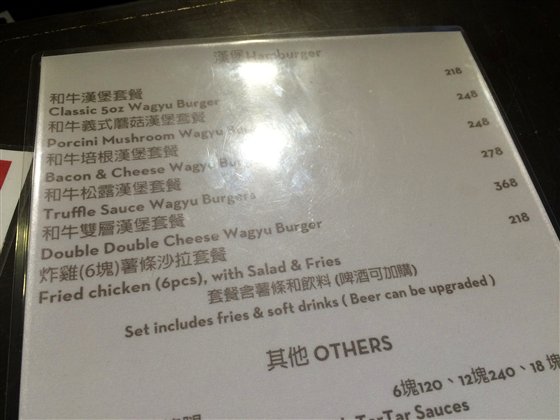 漢堡 Hamburger
和牛漢堡套餐 218
Classic 5oz Wagyu Burger
和牛義式蘑菇漢堡套餐 248
Porcini Mushroom Wagyu
和牛培根漢堡套餐 248
Bacon & Cheese Wagyu
和牛松露漢堡套餐 278
Truffle Sauce Wagyu Burgers
和牛雙層漢堡套餐 368
Double Double Cheese Wagyu Burger
炸雞(6塊)薯條沙拉套餐 218
Fried chicken (6pcs), with Salad & Fries
套餐含薯條和飲料 (啤酒可加購)
Set includes fries & soft drinks ( Beer can be upgraded )
其他 OTHERS
6塊120、12塊240、18 塊
TarTar Sauces